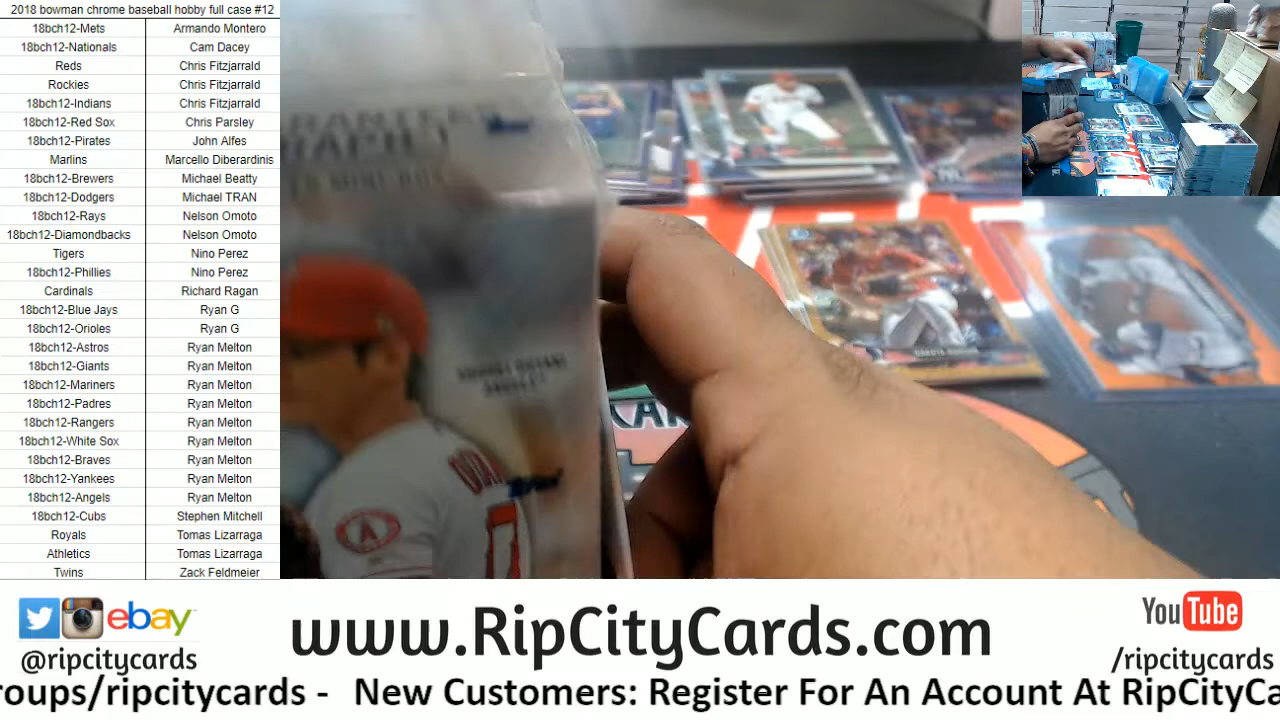 2018 bowman chrome baseball hobby full case #12
18bch12-Mets Armando Montero
18bch12-Nationals Cam Dacey
Reds Chris Fitzjarrald
Rockies Chris Fitzjarrald
18bch12-Indians Chris Fitzjarrald
18bch12-Red Sox Chris Parsley
18bch12-Pirates John Alfes
Marlins Marcello Diberardinis
18bch12-Brewers Michael Beatty
18bch12-Dodgers Michael TRAN
18bch12-Rays Nelson Omoto
18bch12-Diamondbacks Nelson Omoto
Tigers Nino Perez
18bch12-Phillies Nino Perez
Cardinals Richard Ragan
18bch12-Blue Jays Ryan G
18bch12-Orioles Ryan G
18bch12-Astros Ryan Melton
18bch12-Giants Ryan Melton
18bch12-Mariners Ryan Melton
18bch12-Padres Ryan Melton
18bch12-Rangers Ryan Melton
18bch12-White Sox Ryan Melton
18bch12-Braves Ryan Melton
18bch12-Yankees Ryan Melton
18bch12-Angels Ryan Melton
18bch12-Cubs Stephen Mitchell
Royals Tomas Lizarraga
Athletics Tomas Lizarraga
Twins Zack Feldmeier
ebay
@ripcitycards
www.RipCityCards.com
YouTube
/ripcitycards
roups/ripcitycards - New Customers: Register For An Account At RipCityCa